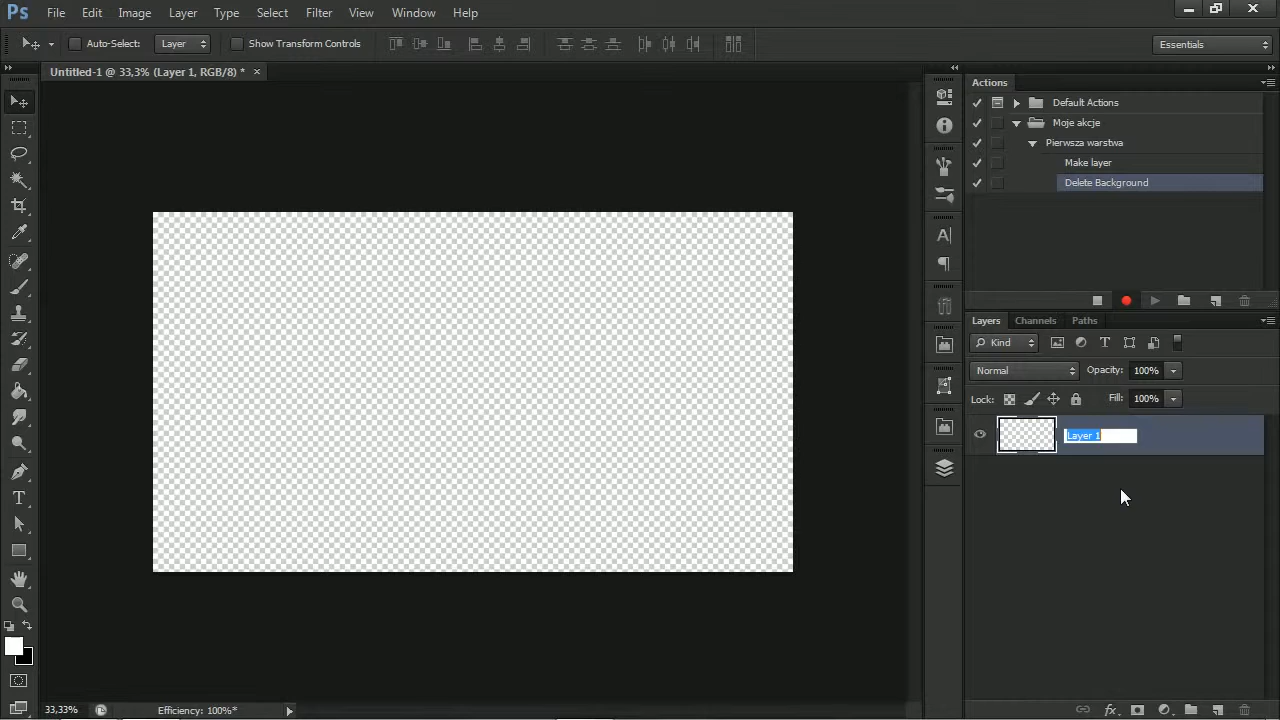 Ps File Edit Image Layer Type Select Filter View Window Help
Auto-Select: Layer Show Transform Controls Essentials
Untitled-1 @ 33,3% (Layer 1, RGB/8) * ×
Actions
Default Actions
Moje akcje
Pierwsza warstwa
Make layer
Delete Background
Layers Channels Paths
Kind
Normal Opacity: 100%
Lock: Fill: 100%
Layer 1
33,33% Efficiency: 100%*